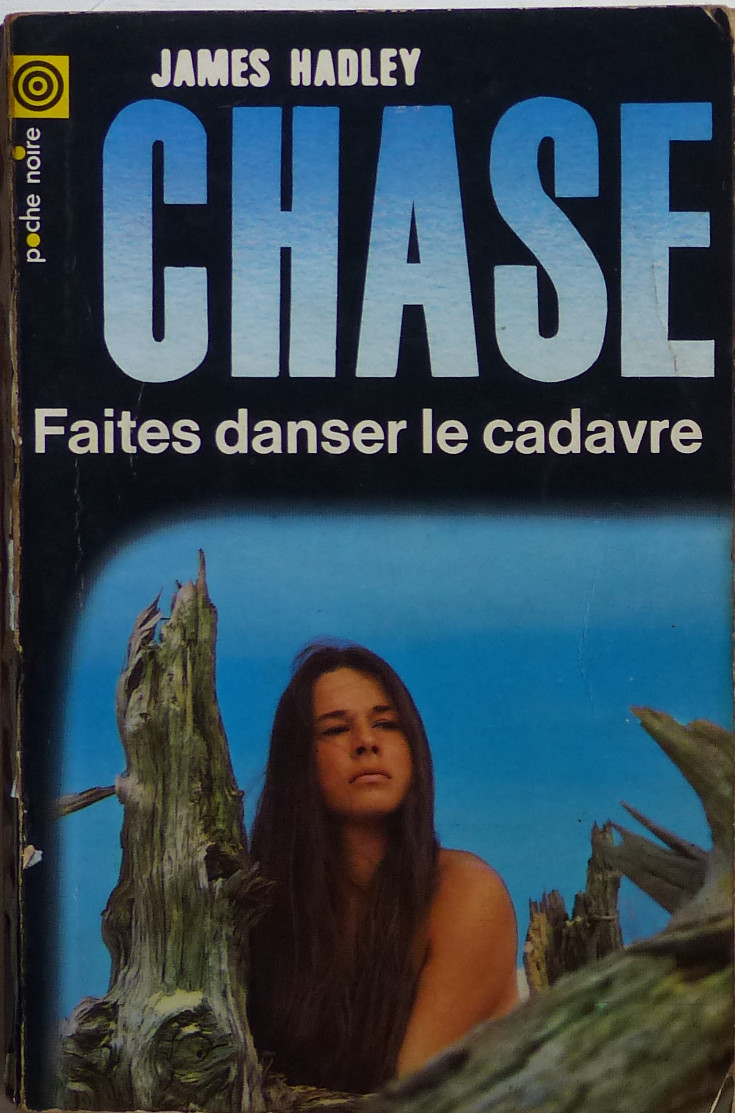 JAMES HADLEY
CHASE
poche noire
Faites danser le cadavre